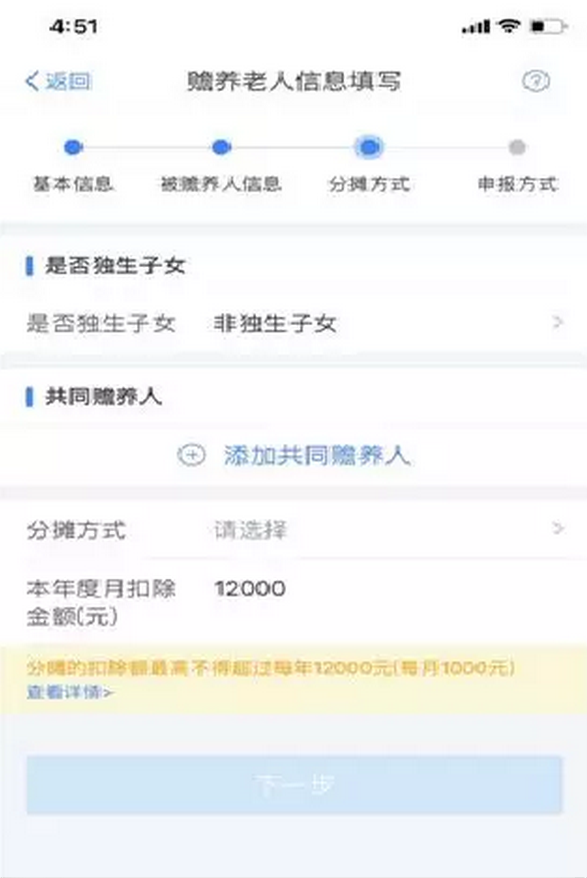 4:51
返回 赡养老人信息填写
基本信息 被赡养人信息 分摊方式 申报方式
是否独生子女
是否独生子女 非独生子女
共同赡养人
添加共同赡养人
分摊方式 请选择
本年度月扣除 12000
金额(元)
分摊的扣除额最高不得超过每年12000元(每月1000元)
查看详情>
下一步